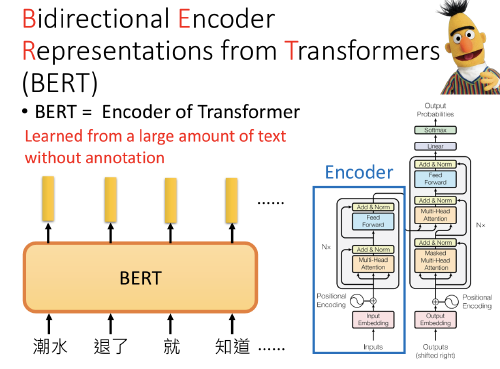 Bidirectional Encoder
Representations from Transformers
(BERT)
• BERT = Encoder of Transformer
Learned from a large amount of text
without annotation
......
BERT
潮水 退了 就 知道 ......
Encoder
Nx
Add & Norm
Feed
Forward
Add & Norm
Multi-Head
Attention
Positional
Encoding
Input
Embedding
Inputs
Output
Probabilities
Softmax
Linear
Add & Norm
Feed
Forward
Add & Norm
Multi-Head
Attention
Nx
Add & Norm
Masked
Multi-Head
Attention
Positional
Encoding
Output
Embedding
Outputs
(shifted right)